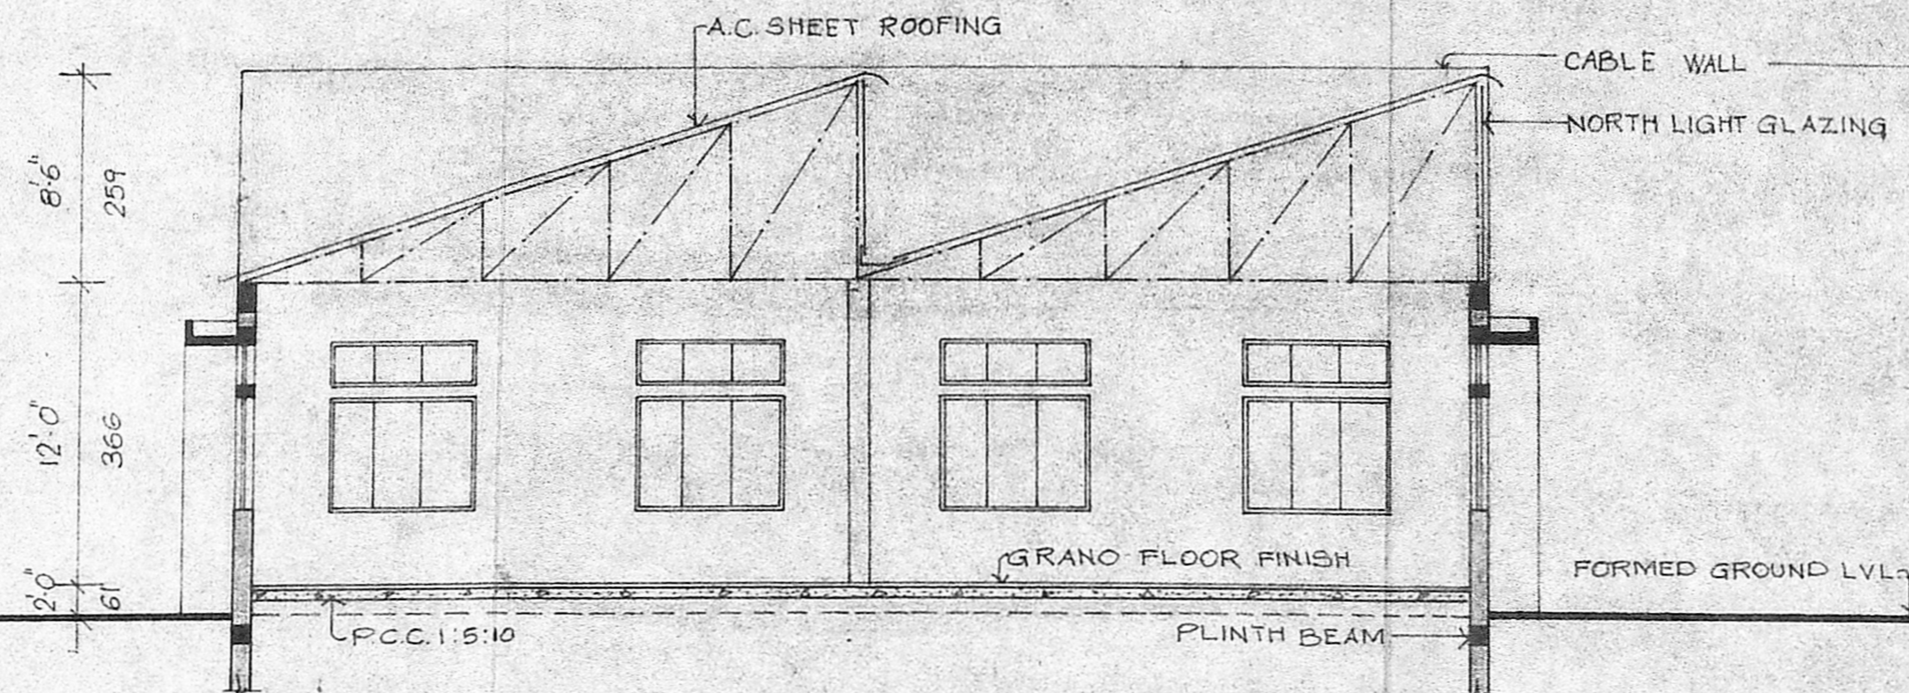 A.C. SHEET ROOFING
CABLE WALL
NORTH LIGHT GLAZING
8'-6"
259
12'-0"
366
2'-0"
61
GRANO FLOOR FINISH
FORMED GROUND LVL
P.C.C. 1:5:10
PLINTH BEAM